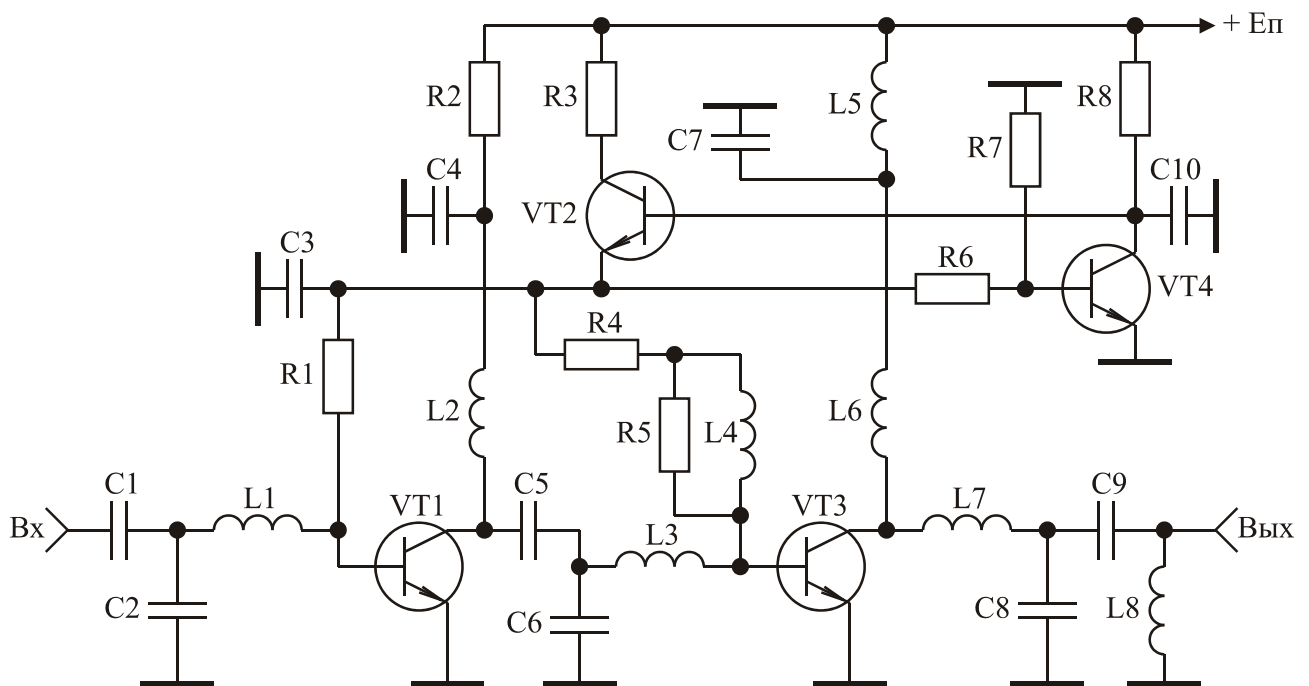 + Eп
R2
R3
L5
R8
C7
R7
C4
C10
VT2
C3
R6
VT4
R4
R1
L2
R5
L4
L6
C1
L1
VT1
C5
VT3
L7
C9
Вх
Вых
L3
C2
C6
C8
L8